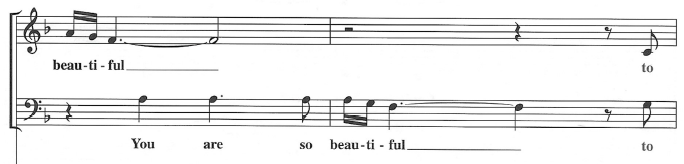 beau - ti - ful to
You are so beau - ti - ful to